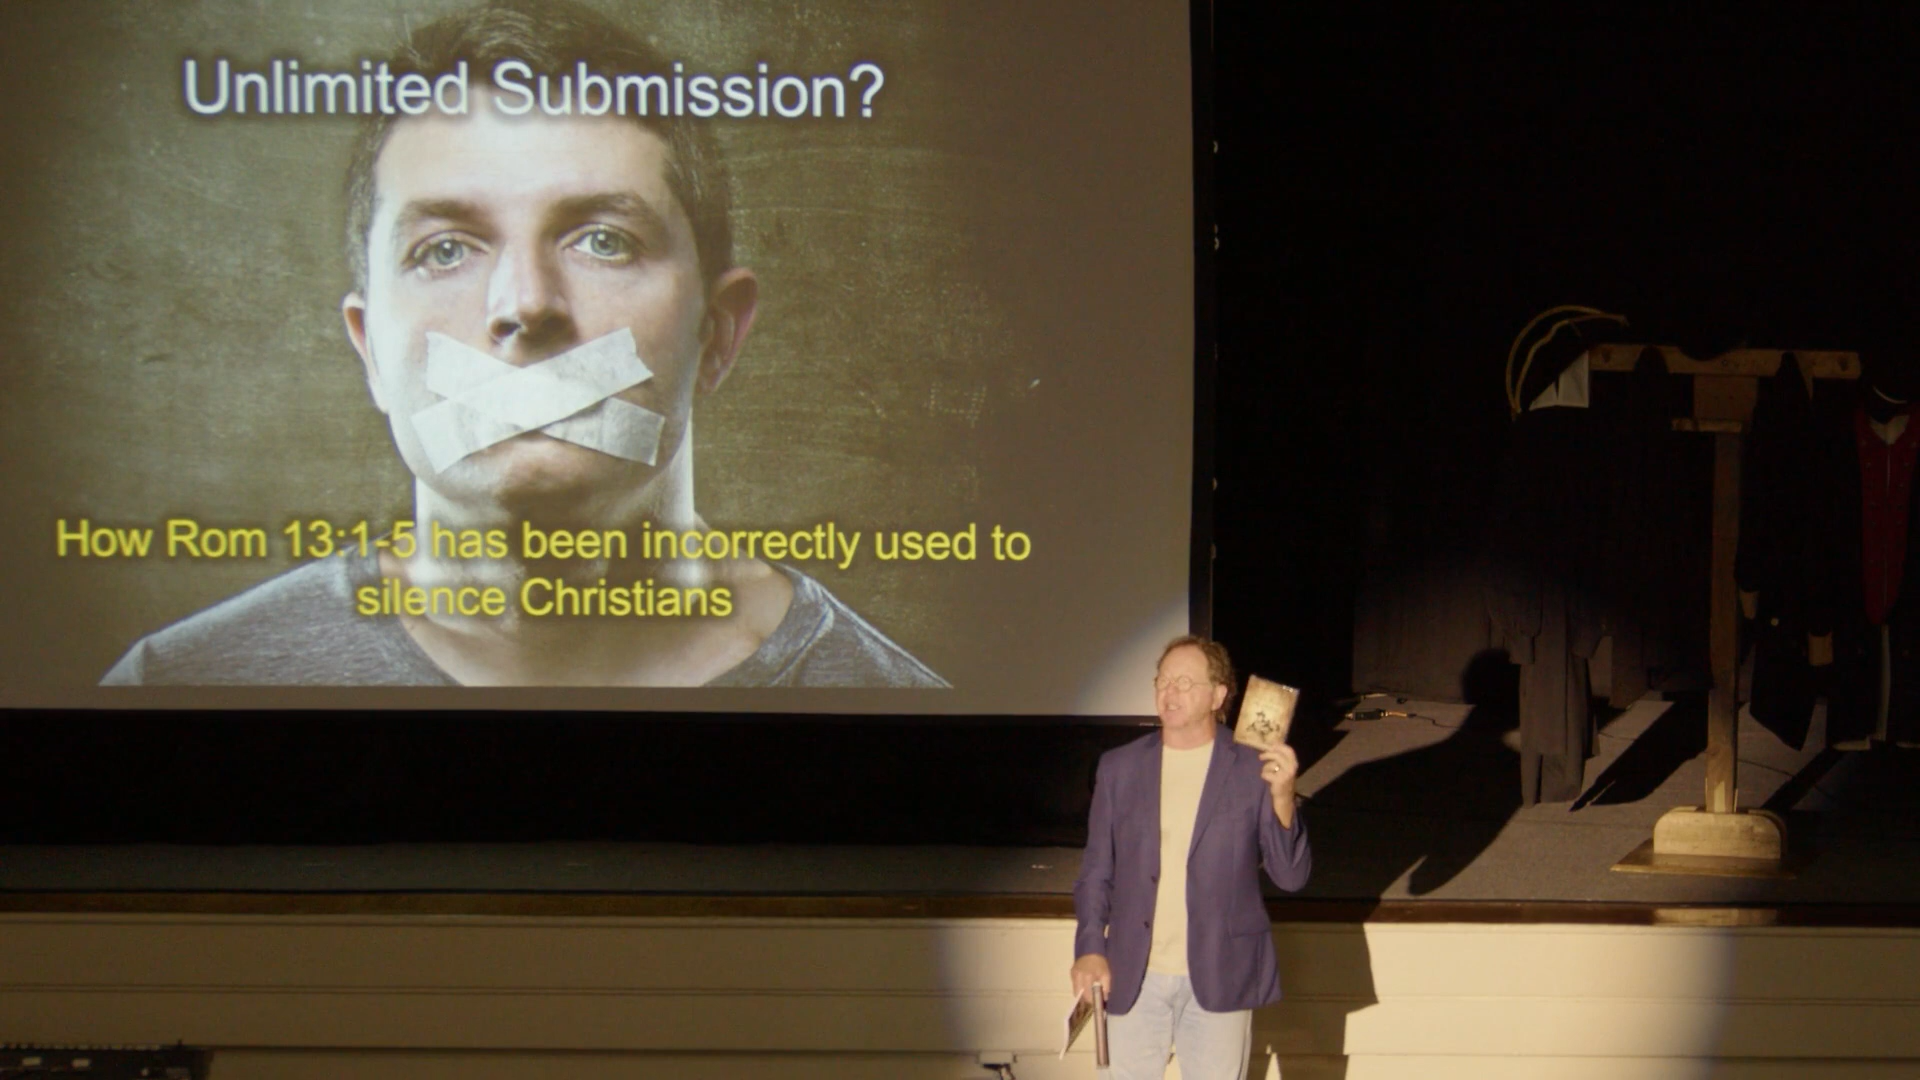 Unlimited Submission?
How Rom 13:1-5 has been incorrectly used to
silence Christians